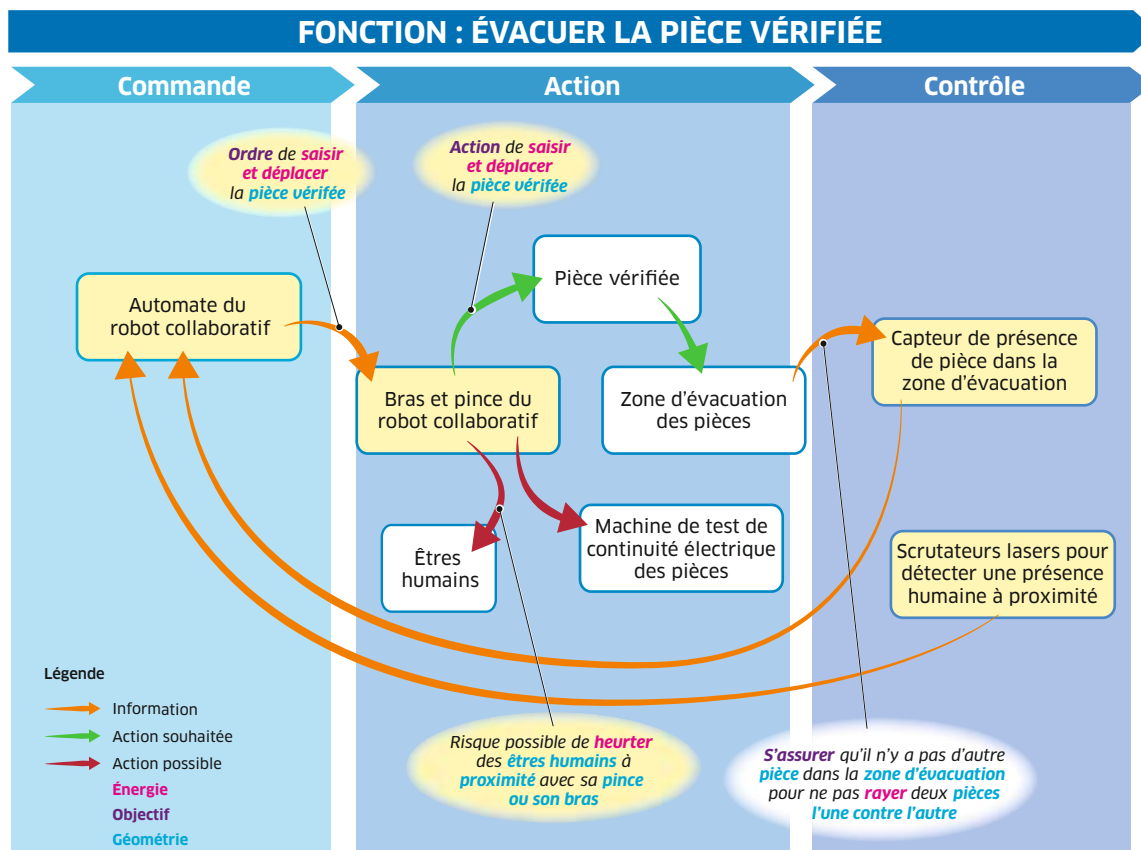 FONCTION : ÉVACUER LA PIÈCE VÉRIFIÉE
Commande
Action
Contrôle
Ordre de saisir
et déplacer
la pièce vérifée
Action de saisir
et déplacer
la pièce vérifiée
Automate du
robot collaboratif
Pièce vérifiée
Bras et pince du
robot collaboratif
Zone d'évacuation
des pièces
Capteur de présence
de pièce dans la
zone d'évacuation
Êtres
humains
Machine de test de
continuité électrique
des pièces
Scrutateurs lasers pour
détecter une présence
humaine à proximité
Légende
Information
Action souhaitée
Action possible
Énergie
Objectif
Géométrie
Risque possible de heurter
des êtres humains à
proximité avec sa pince
ou son bras
S'assurer qu'il n'y a pas d'autre
pièce dans la zone d'évacuation
pour ne pas rayer deux pièces
l'une contre l'autre